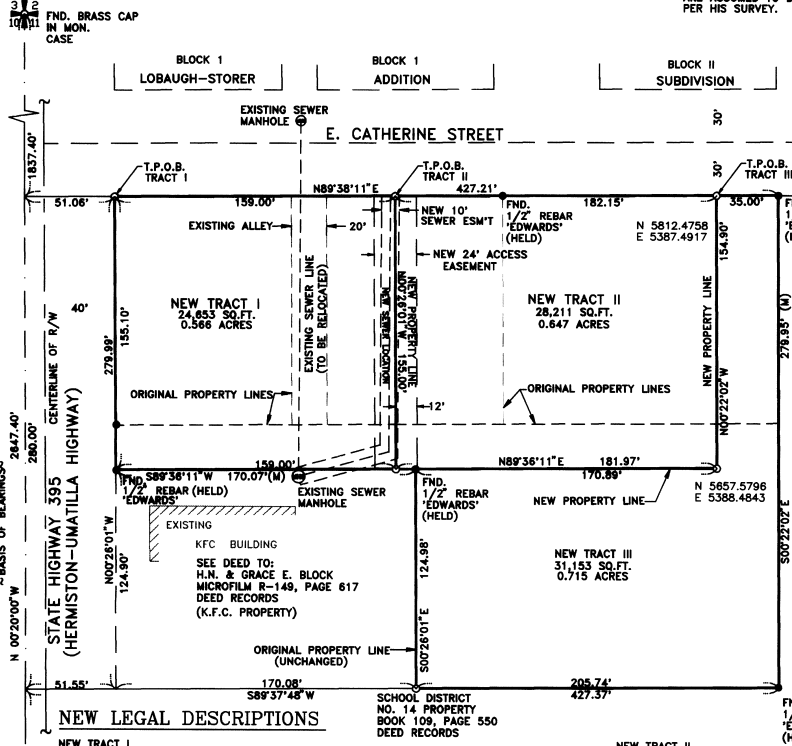 3 2
10 11
FND. BRASS CAP
IN MON.
CASE
PER HIS SURVEY.
BLOCK 1
LOBAUGH-STORER
BLOCK 1
ADDITION
BLOCK II
SUBDIVISION
EXISTING SEWER
MANHOLE
E. CATHERINE STREET
30'
30'
1837.40'
T.P.O.B.
TRACT I
T.P.O.B.
TRACT II
T.P.O.B.
TRACT III
51.06'
159.00'
N89°38'11"E
427.21'
182.15'
35.00'
EXISTING ALLEY
20'
NEW 10'
SEWER ESM'T
FND.
1/2" REBAR
'EDWARDS'
(HELD)
N 5812.4758
E 5387.4917
154.90'
NEW 24' ACCESS
EASEMENT
NEW TRACT I
24,653 SQ.FT.
0.566 ACRES
EXISTING SEWER LINE
(TO BE RELOCATED)
NEW SEWER LOCATION
N00°26'01"W 155.00'
NEW PROPERTY LINE
NEW TRACT II
28,211 SQ.FT.
0.647 ACRES
NEW PROPERTY LINE
N00°22'02"W
279.95' (M)
40'
155.10'
279.99'
CENTERLINE OF R/W
280.00'
2647.40'
ORIGINAL PROPERTY LINES
ORIGINAL PROPERTY LINES
12'
159.00'
S89°36'11"W 170.07'(M)
N89°36'11"E 181.97'
170.89'
FND.
1/2" REBAR (HELD)
'EDWARDS'
EXISTING SEWER
MANHOLE
FND.
1/2" REBAR
'EDWARDS'
(HELD)
NEW PROPERTY LINE
N 5657.5796
E 5388.4843
BASIS OF BEARINGS
N 00°20'00"W
STATE HIGHWAY 395
(HERMISTON-UMATILLA HIGHWAY)
N00°26'01"W
124.90'
EXISTING
KFC BUILDING
SEE DEED TO:
H.N. & GRACE E. BLOCK
MICROFILM R-149, PAGE 617
DEED RECORDS
(K.F.C. PROPERTY)
124.98'
S00°26'01"E
NEW TRACT III
31,153 SQ.FT.
0.715 ACRES
S00°22'02"E
ORIGINAL PROPERTY LINE
(UNCHANGED)
51.55'
170.08'
S89°37'48"W
205.74'
427.37'
SCHOOL DISTRICT
NO. 14 PROPERTY
BOOK 109, PAGE 550
DEED RECORDS
NEW LEGAL DESCRIPTIONS
NEW TRACT I
NEW TRACT II